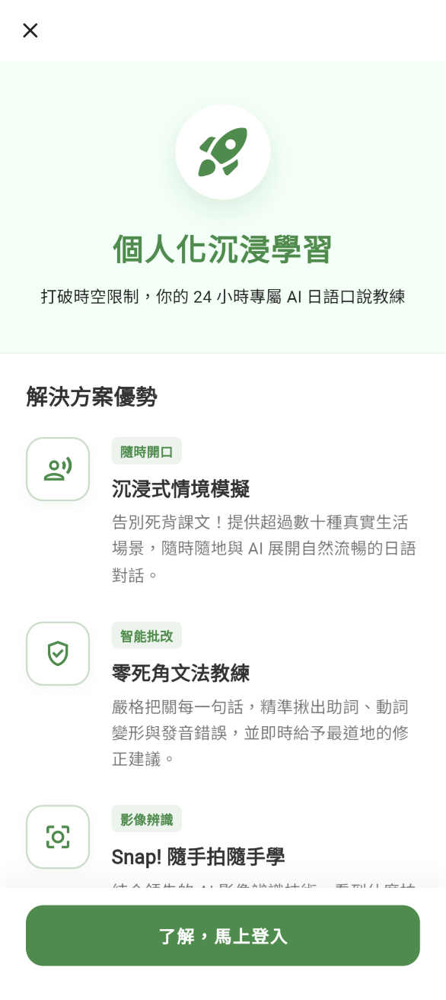 個人化沉浸學習
打破時空限制，你的 24 小時專屬 AI 日語口說教練
解決方案優勢
隨時開口
沉浸式情境模擬
告別死背課文！提供超過數十種真實生活
場景，隨時隨地與 AI 展開自然流暢的日語
對話。
智能批改
零死角文法教練
嚴格把關每一句話，精準揪出助詞、動詞
變形與發音錯誤，並即時給予最道地的修
正建議。
影像辨識
Snap! 隨手拍隨手學
了解，馬上登入